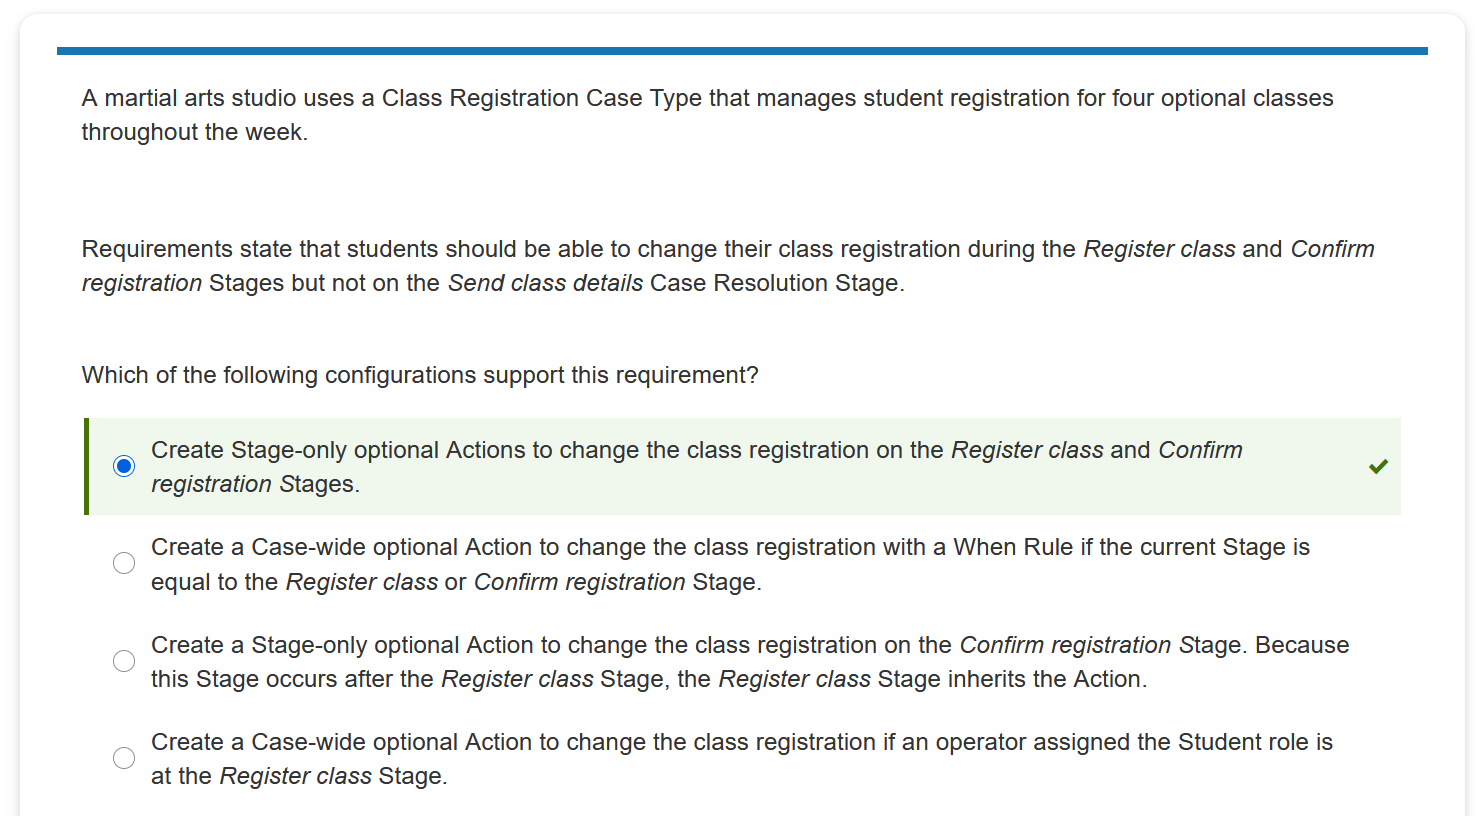 A martial arts studio uses a Class Registration Case Type that manages student registration for four optional classes
throughout the week.
Requirements state that students should be able to change their class registration during the Register class and Confirm
registration Stages but not on the Send class details Case Resolution Stage.
Which of the following configurations support this requirement?
Create Stage-only optional Actions to change the class registration on the Register class and Confirm
registration Stages.
Create a Case-wide optional Action to change the class registration with a When Rule if the current Stage is
equal to the Register class or Confirm registration Stage.
Create a Stage-only optional Action to change the class registration on the Confirm registration Stage. Because
this Stage occurs after the Register class Stage, the Register class Stage inherits the Action.
Create a Case-wide optional Action to change the class registration if an operator assigned the Student role is
at the Register class Stage.